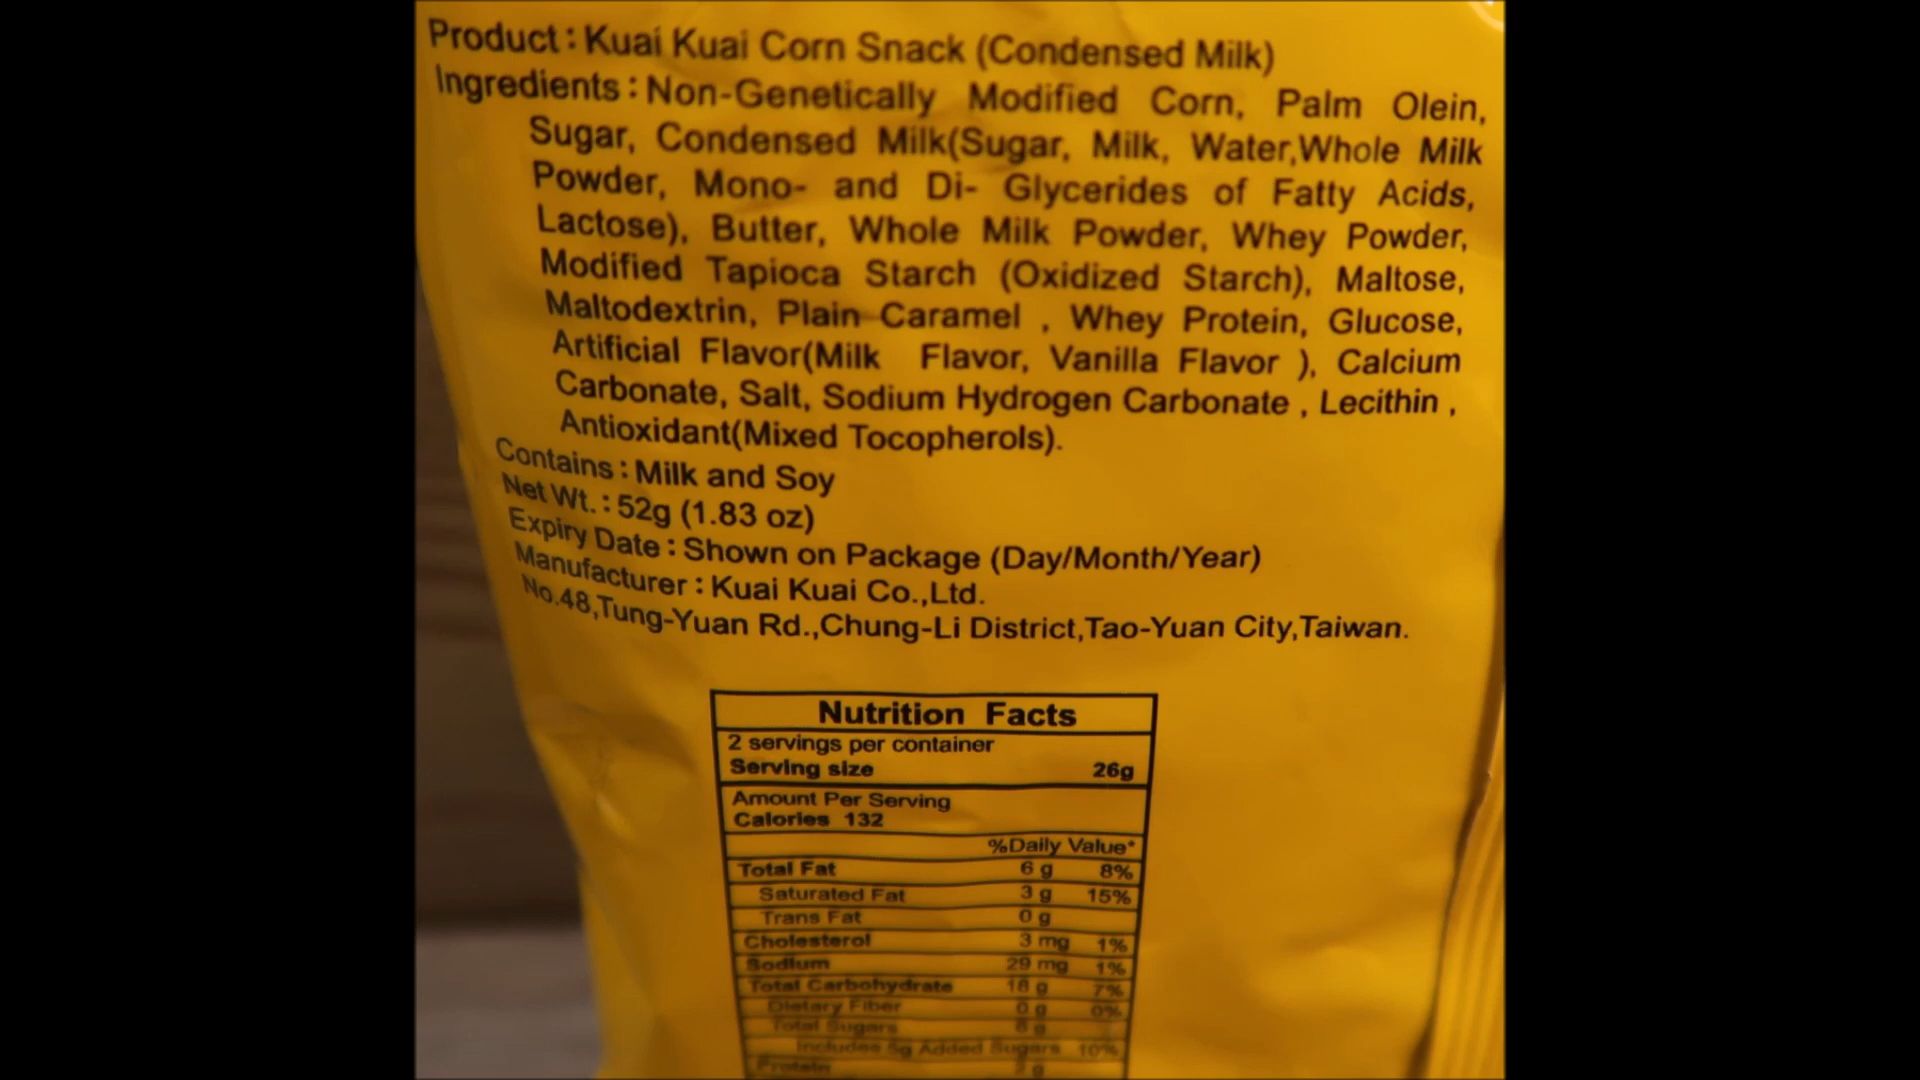 Product : Kuai Kuai Corn Snack (Condensed Milk)
Ingredients : Non-Genetically Modified Corn, Palm Olein,
Sugar, Condensed Milk(Sugar, Milk, Water,Whole Milk
Powder, Mono- and Di- Glycerides of Fatty Acids,
Lactose), Butter, Whole Milk Powder, Whey Powder,
Modified Tapioca Starch (Oxidized Starch), Maltose,
Maltodextrin, Plain Caramel , Whey Protein, Glucose,
Artificial Flavor(Milk Flavor, Vanilla Flavor ), Calcium
Carbonate, Salt, Sodium Hydrogen Carbonate , Lecithin ,
Antioxidant(Mixed Tocopherols).
Contains : Milk and Soy
Net Wt. : 52g (1.83 oz)
Expiry Date : Shown on Package (Day/Month/Year)
Manufacturer : Kuai Kuai Co.,Ltd.
No.48,Tung-Yuan Rd.,Chung-Li District,Tao-Yuan City,Taiwan.
Nutrition Facts
2 servings per container
Serving size 26g
Amount Per Serving
Calories 132
%Daily Value*
Total Fat 6 g 8%
Saturated Fat 3 g 15%
Trans Fat 0 g
Cholesterol 3 mg 1%
Sodium 29 mg 1%
Total Carbohydrate 18 g 7%
Dietary Fiber 0 g 0%
Total Sugars g
Includes 5g Added Sugars 10%
Protein g